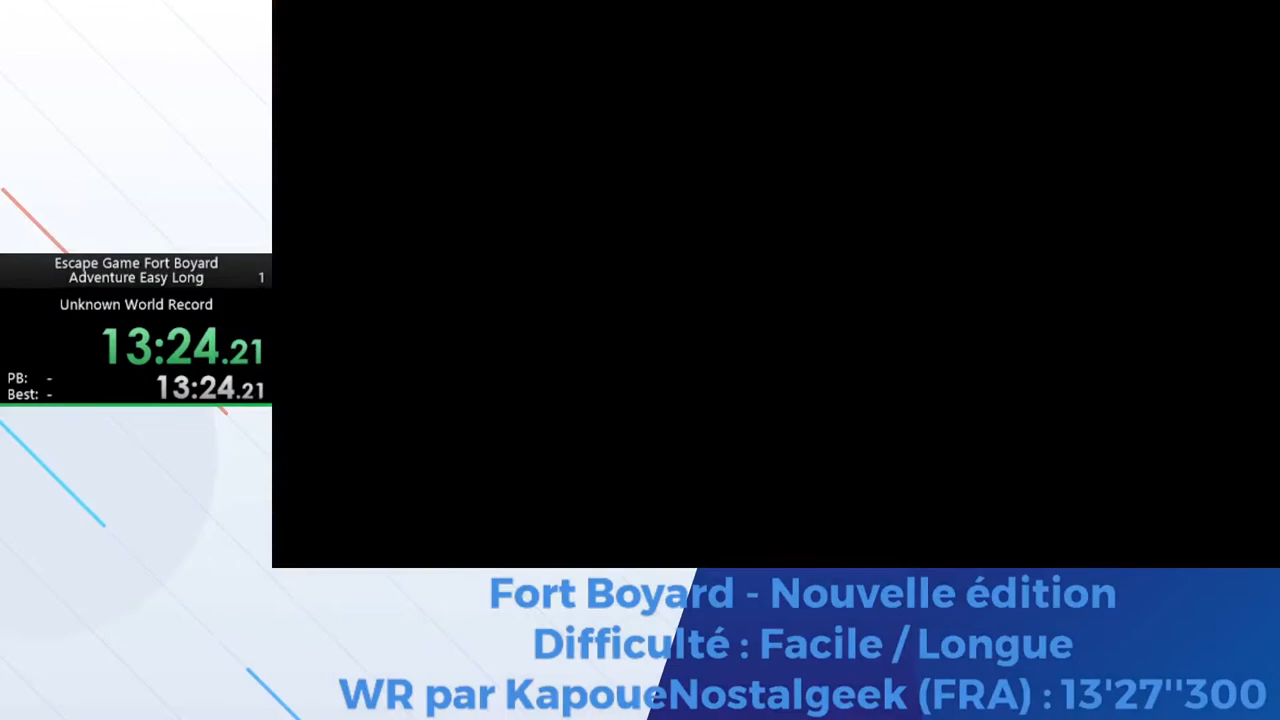 Escape Game Fort Boyard
Adventure Easy Long 1
Unknown World Record
13:24.21
PB: -
Best: - 13:24.21
Fort Boyard - Nouvelle édition
Difficulté : Facile / Longue
WR par KapoueNostalgeek (FRA) : 13'27''300